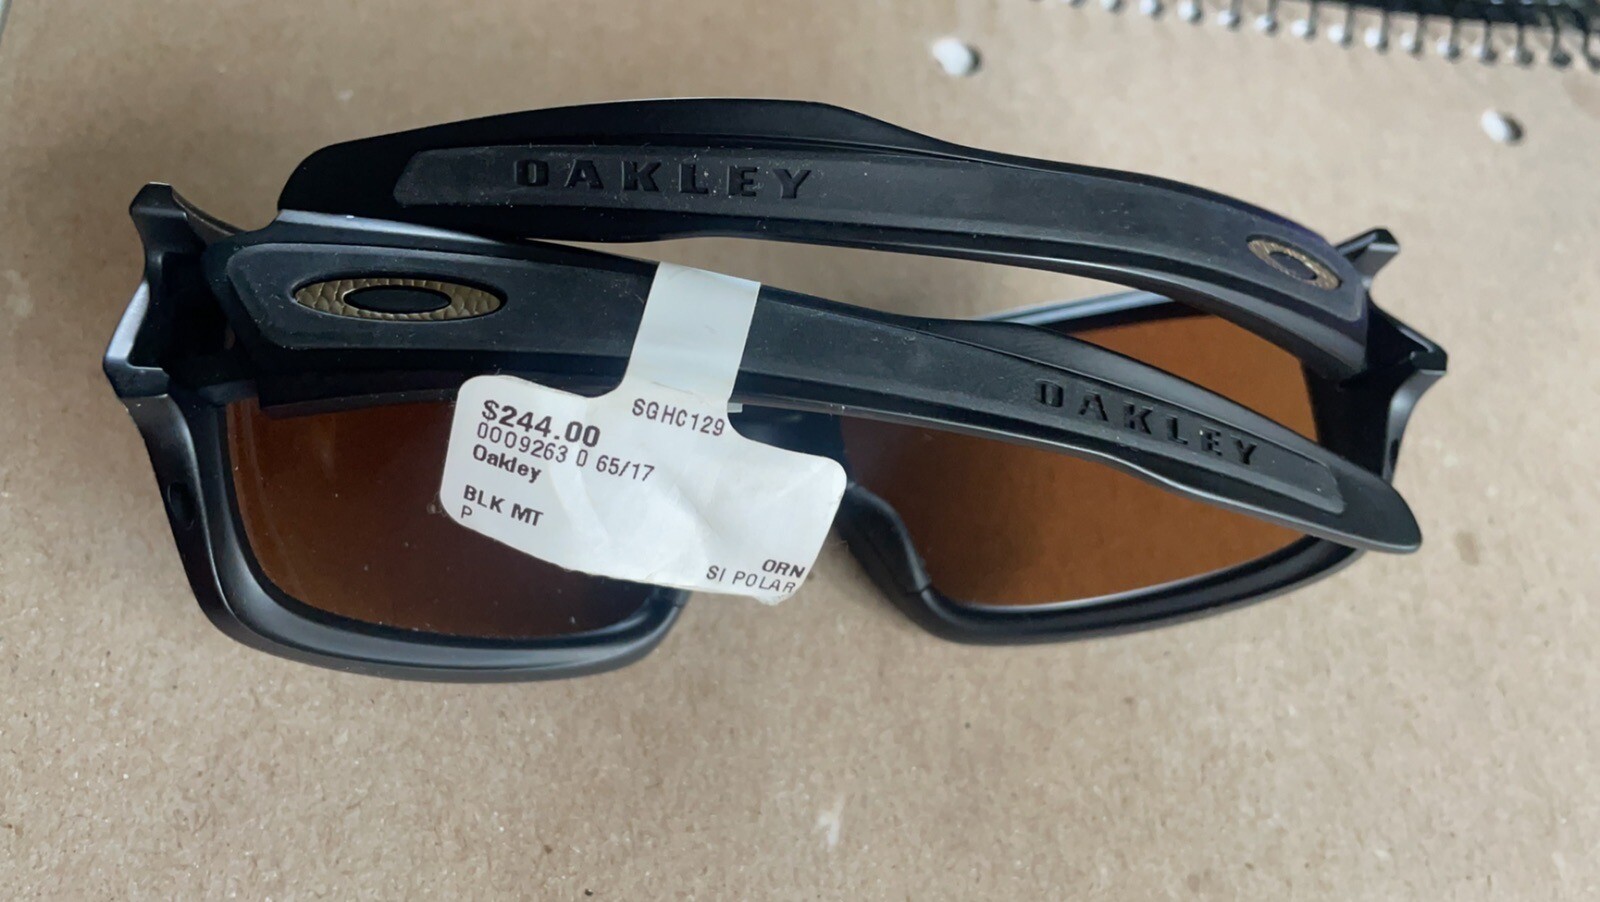 OAKLEY
OAKLEY
$244.00
SGHC129
0009263 0 65/17
Oakley
BLK MT
P
ORN
SI POLAR